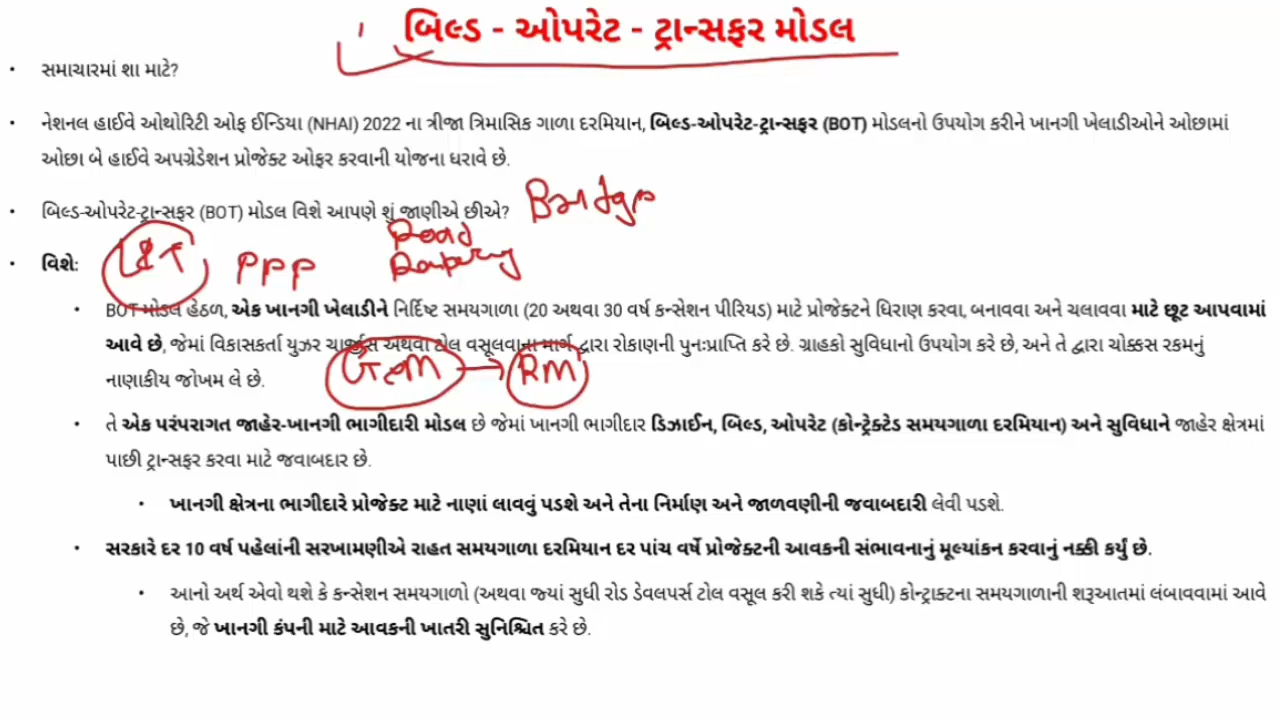 બિલ્ડ - ઓપરેટ - ટ્રાન્સફર મોડલ
• સમાચારમાં શા માટે?
• નેશનલ હાઈવે ઓથોરિટી ઓફ ઈન્ડિયા (NHAI) 2022 ના ત્રીજા ત્રિમાસિક ગાળા દરમિયાન, બિલ્ડ-ઓપરેટ-ટ્રાન્સફર (BOT) મોડલનો ઉપયોગ કરીને ખાનગી ખેલાડીઓને ઓછામાં
ઓછા બે હાઈવે અપગ્રેડેશન પ્રોજેક્ટ ઓફર કરવાની યોજના ધરાવે છે.
• બિલ્ડ-ઓપરેટ-ટ્રાન્સફર (BOT) મોડલ વિશે આપણે શું જાણીએ છીએ?
Bridge
Road
• વિશે:
L&T PPP
• BOT મોડલ હેઠળ, એક ખાનગી ખેલાડીને નિર્દિષ્ટ સમયગાળા (20 અથવા 30 વર્ષ કન્સેશન પીરિયડ) માટે પ્રોજેક્ટને ધિરાણ કરવા, બનાવવા અને ચલાવવા માટે છૂટ આપવામાં
આવે છે, જેમાં વિકાસકર્તા યુઝર ચાર્જીસ અથવા ટોલ વસૂલવાના માર્ગ દ્વારા રોકાણની પુનઃપ્રાપ્તિ કરે છે. ગ્રાહકો સુવિધાનો ઉપયોગ કરે છે, અને તે દ્વારા ચોક્કસ રકમનું
નાણાકીય જોખમ લે છે.
RM
• તે એક પરંપરાગત જાહેર-ખાનગી ભાગીદારી મોડલ છે જેમાં ખાનગી ભાગીદાર ડિઝાઈન, બિલ્ડ, ઓપરેટ (કોન્ટ્રેક્ટેડ સમયગાળા દરમિયાન) અને સુવિધાને જાહેર ક્ષેત્રમાં
પાછી ટ્રાન્સફર કરવા માટે જવાબદાર છે.
• ખાનગી ક્ષેત્રના ભાગીદારે પ્રોજેક્ટ માટે નાણાં લાવવું પડશે અને તેના નિર્માણ અને જાળવણીની જવાબદારી લેવી પડશે.
• સરકારે દર 10 વર્ષ પહેલાંની સરખામણીએ રાહત સમયગાળા દરમિયાન દર પાંચ વર્ષે પ્રોજેક્ટની આવકની સંભાવનાનું મૂલ્યાંકન કરવાનું નક્કી કર્યું છે.
• આનો અર્થ એવો થશે કે કન્સેશન સમયગાળો (અથવા જ્યાં સુધી રોડ ડેવલપર્સ ટોલ વસૂલ કરી શકે ત્યાં સુધી) કોન્ટ્રાક્ટના સમયગાળાની શરૂઆતમાં લંબાવવામાં આવે
છે, જે ખાનગી કંપની માટે આવકની ખાતરી સુનિશ્ચિત કરે છે.